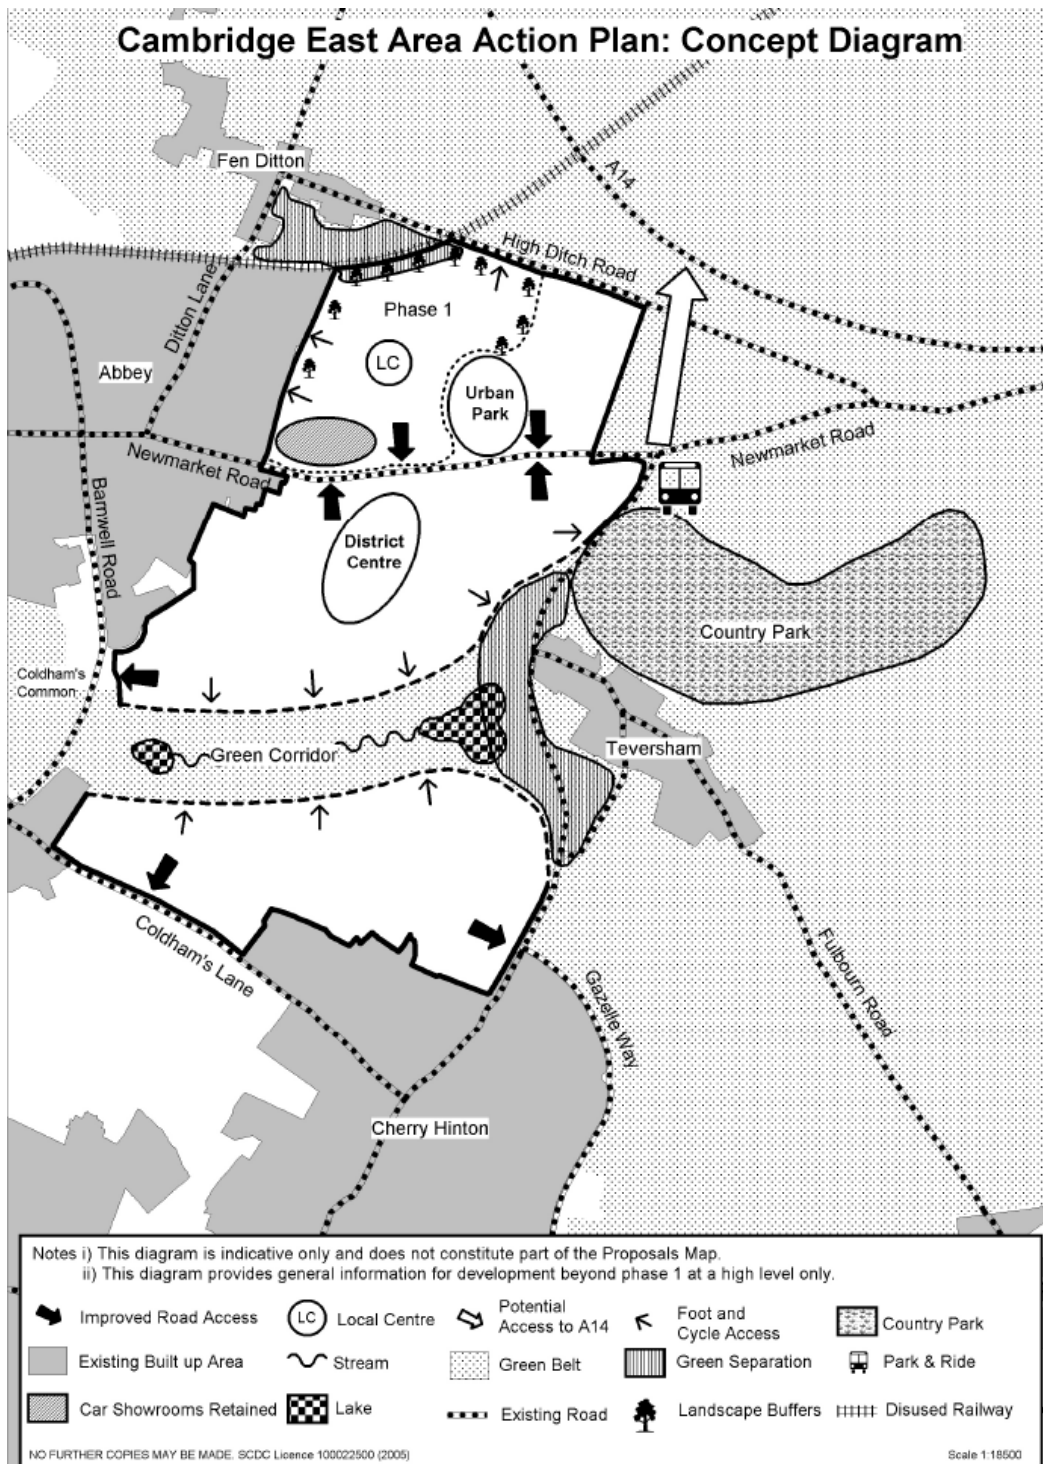 Cambridge East Area Action Plan: Concept Diagram
Fen Ditton
A14
High Ditch Road
Ditton Lane
Phase 1
LC
Abbey
Urban
Park
Newmarket Road
Newmarket Road
Barnwell Road
District
Centre
Country Park
Coldham's
Common
Green Corridor
Teversham
Coldham's Lane
Fulbourn Road
Gazelle Way
Cherry Hinton
Notes i) This diagram is indicative only and does not constitute part of the Proposals Map.
ii) This diagram provides general information for development beyond phase 1 at a high level only.
Improved Road Access
LC
Local Centre
Potential
Access to A14
Foot and
Cycle Access
Country Park
Existing Built up Area
Stream
Green Belt
Green Separation
Park & Ride
Car Showrooms Retained
Lake
Existing Road
Landscape Buffers
Disused Railway
NO FURTHER COPIES MAY BE MADE. SCDC Licence 100022500 (2005)
Scale 1:18500